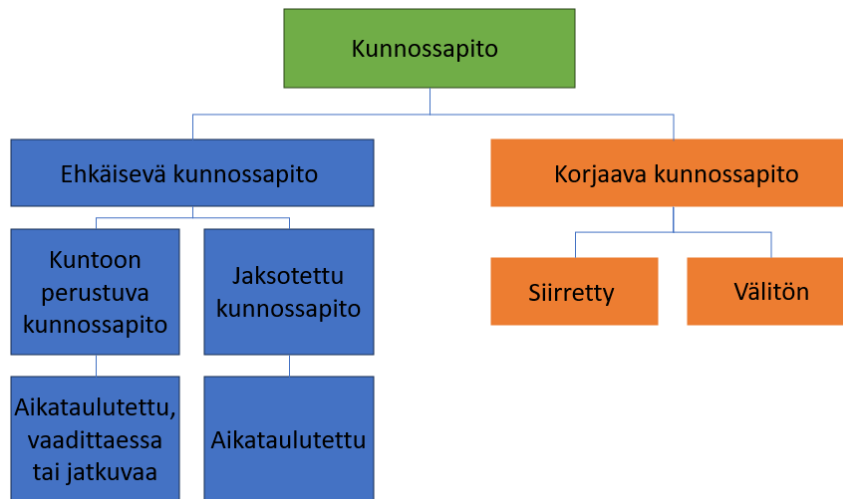 Kunnossapito
Ehkäisevä kunnossapito
Korjaava kunnossapito
Kuntoon
perustuva
kunnossapito
Jaksotettu
kunnossapito
Siirretty
Välitön
Aikataulutettu,
vaadittaessa
tai jatkuvaa
Aikataulutettu